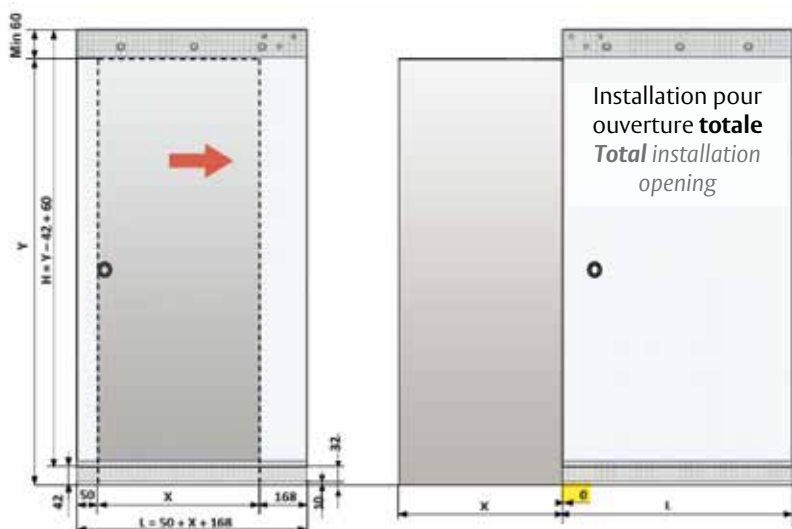 Min 60
Y
H = Y – 42 + 60
42
50
X
168
L = 50 + X + 168
32
10
Installation pour
ouverture totale
Total installation
opening
X
0
L